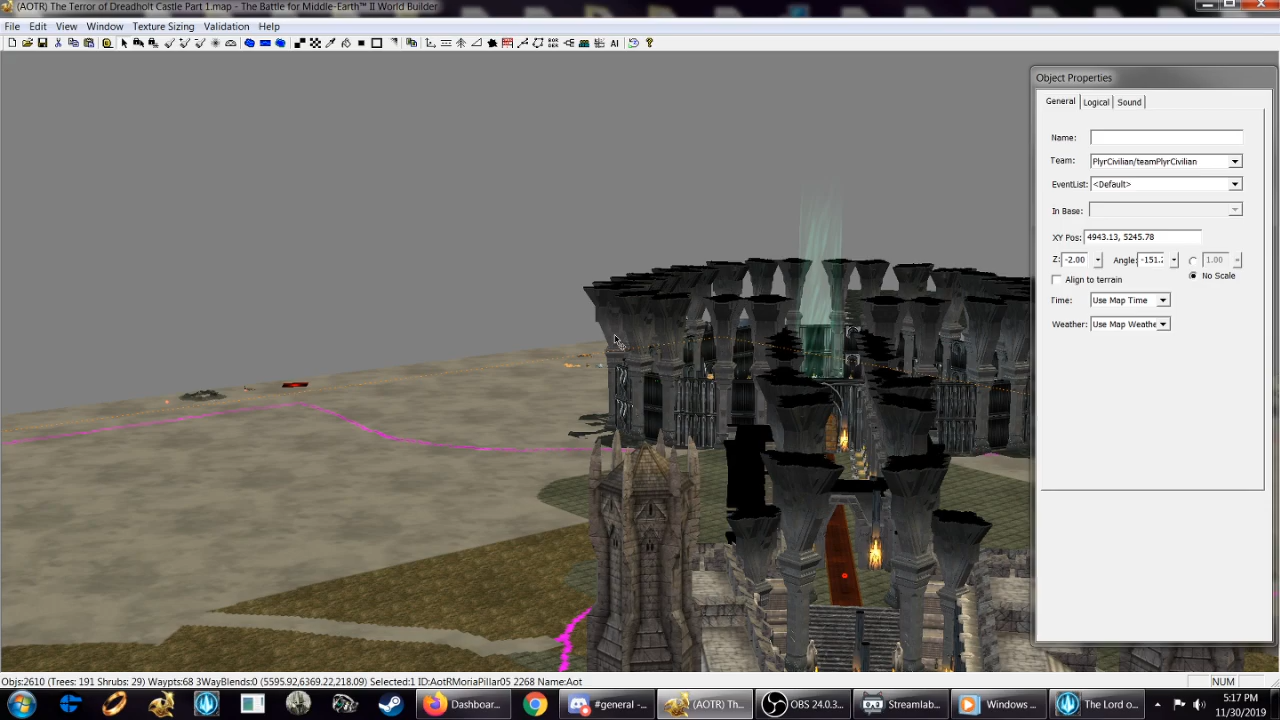 (AOTR) The Terror of Dreadholt Castle Part 1.map - The Battle for Middle-Earth™ II World Builder
File Edit View Window Texture Sizing Validation Help
AI
Object Properties
General Logical Sound
Name:
Team: PlyrCivilian/teamPlyrCivilian
EventList: <Default>
In Base:
XY Pos: 4943.13, 5245.78
Z: -2.00 Angle: -151. 1.00
No Scale
Align to terrain
Time: Use Map Time
Weather: Use Map Weathe
Objs:2610 (Trees: 191 Shrubs: 29) Waypts:68 3WayBlends:0 (5595.92,6369.22,218.09) Selected:1 ID:AotRMoriaPillar05 2268 Name:Aot
NUM
Dashboar...
#general -...
(AOTR) Th...
OBS 24.0.3...
Streamlab...
Windows ...
The Lord o...
5:17 PM
11/30/2019